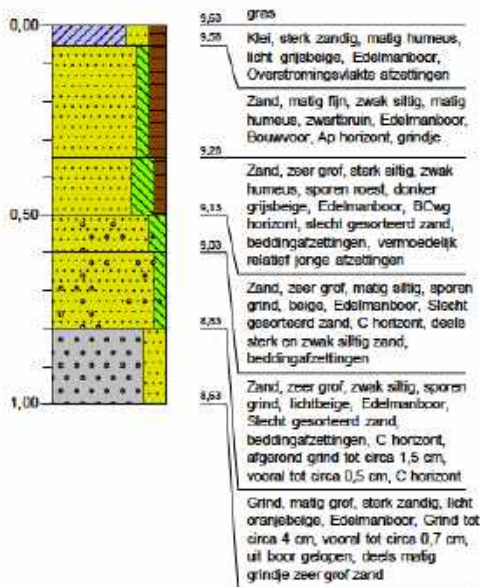 0,00
9,63
gras
9,58
Klei, sterk zandig, matig humeus,
licht grijsbeige, Edelmanboor,
Overstromingsvlakte afzettingen
Zand, matig fijn, zwak siltig, matig
humeus, zwartbruin, Edelmanboor,
Bouwvoor, Ap horizont, grindje
9,28
Zand, zeer grof, sterk siltig, zwak
humeus, sporen roest, donker
grijsbeige, Edelmanboor, BCwg
horizont, slecht gesorteerd zand,
beddingafzettingen, vermoedelijk
relatief jonge afzettingen
0,50
9,13
9,03
Zand, zeer grof, matig siltig, sporen
grind, beige, Edelmanboor, Slecht
gesorteerd zand, C horizont, deels
sterk en zwak silltig zand,
beddingafzettingen
8,83
Zand, zeer grof, zwak siltig, sporen
grind, lichtbeige, Edelmanboor,
Slecht gesorteerd zand,
beddingafzettingen, C horizont,
afgerond grind tot circa 1,5 cm,
vooral tot circa 0,5 cm, C horizont
1,00
8,63
Grind, matig grof, sterk zandig, licht
oranjebeige, Edelmanboor, Grind tot
circa 4 cm, vooral tot circa 0,7 cm,
uit boor gelopen, deels matig
grindje zeer grof zand